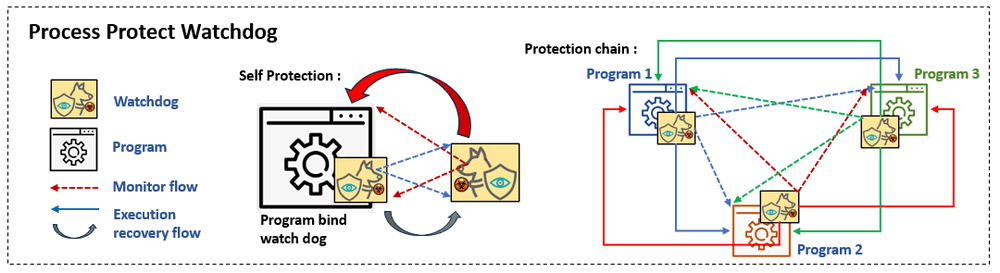 Process Protect Watchdog
Watchdog
Program
Monitor flow
Execution
recovery flow
Self Protection :
Program bind
watch dog
Protection chain :
Program 1
Program 3
Program 2